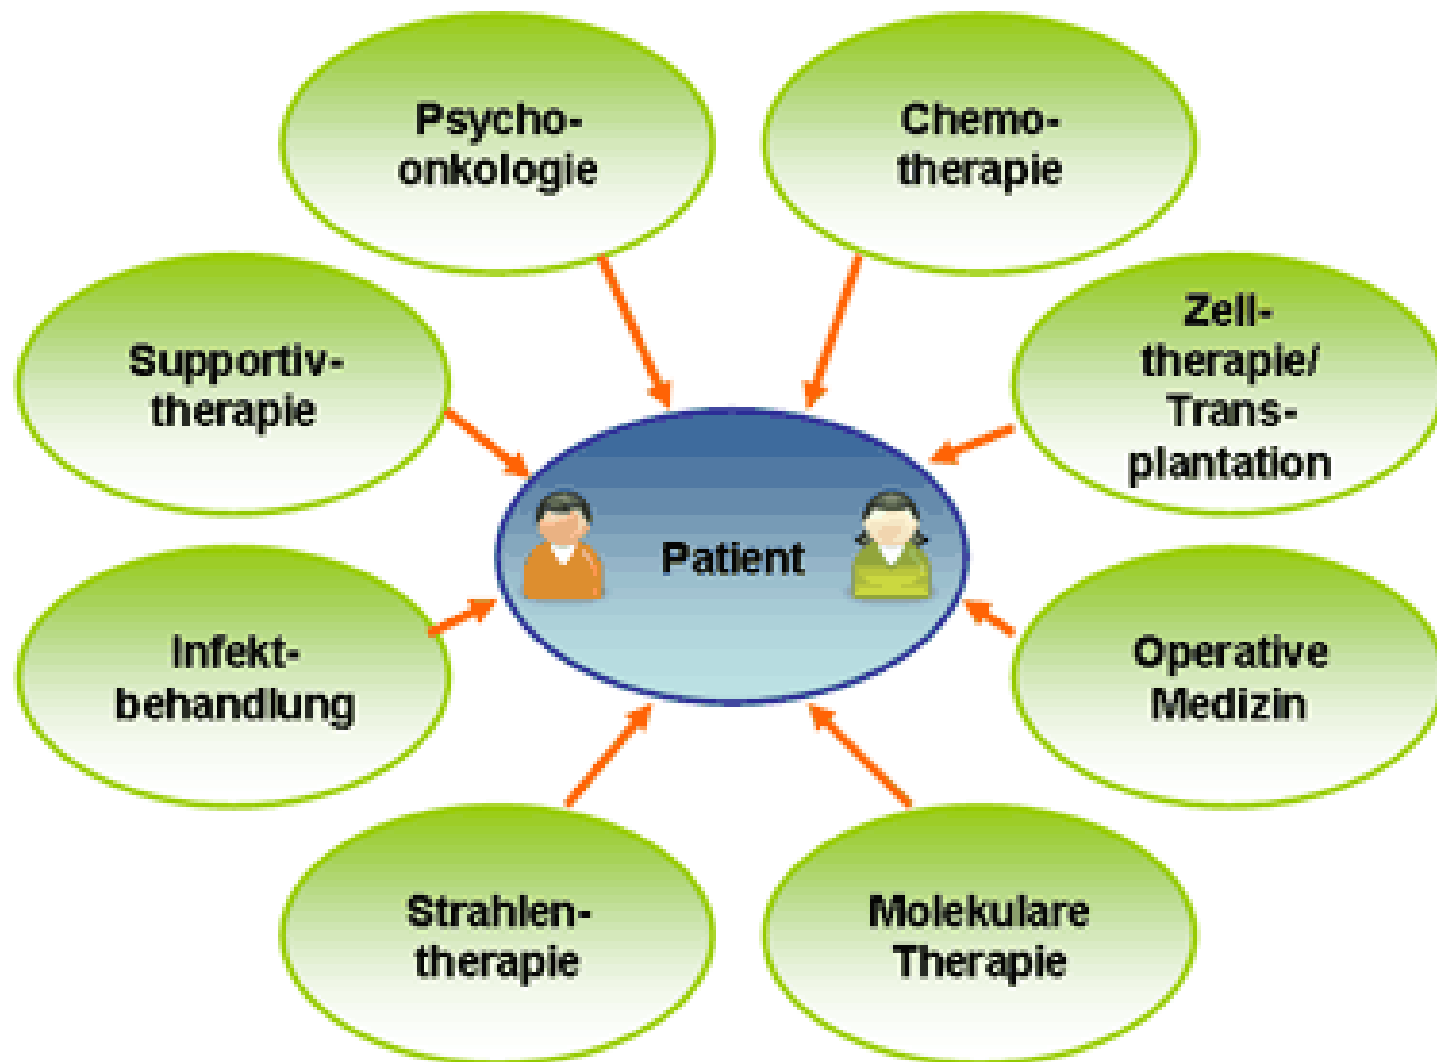 Psycho-
onkologie
Chemo-
therapie
Zell-
therapie/
Trans-
plantation
Supportiv-
therapie
Patient
Infekt-
behandlung
Operative
Medizin
Strahlen-
therapie
Molekulare
Therapie